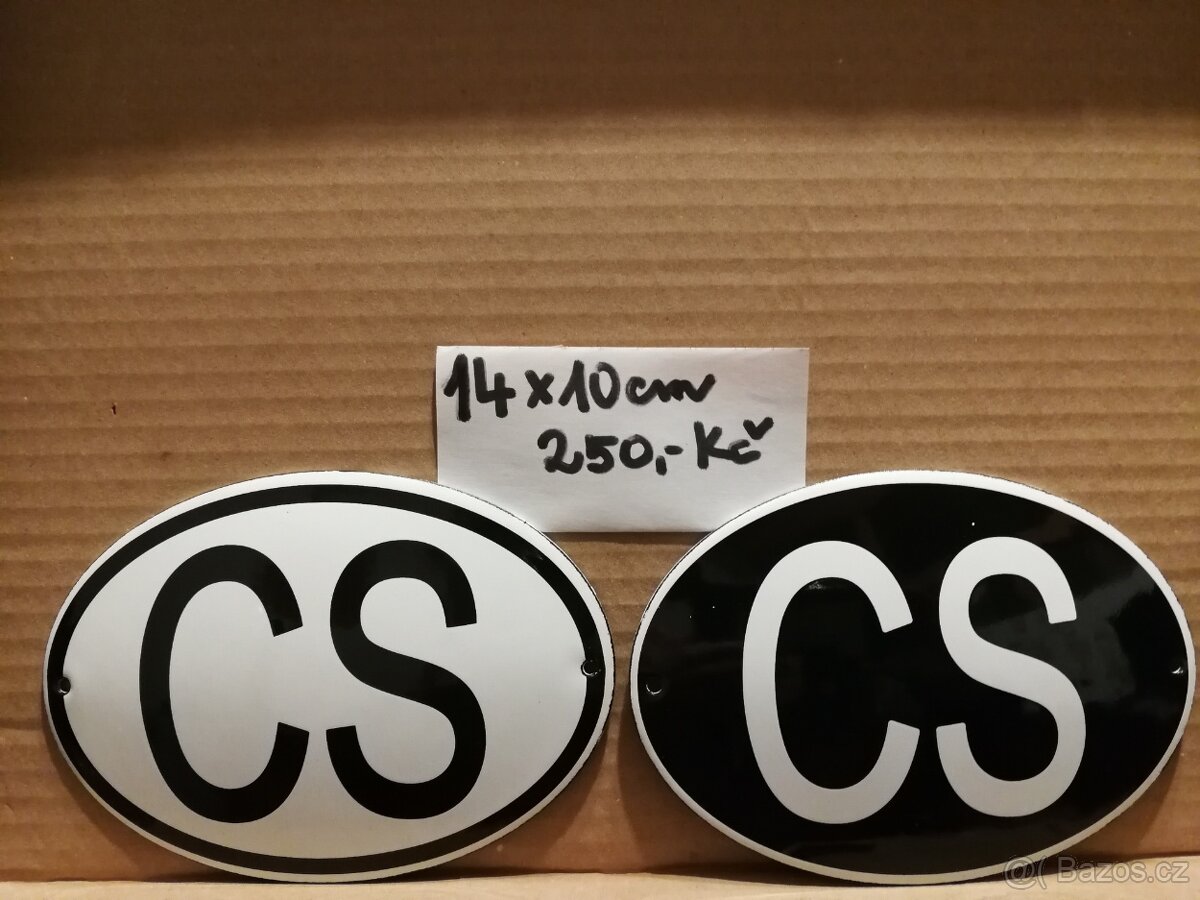 14x10cm
250,- Kč
CS
CS
@( Bazos.cz